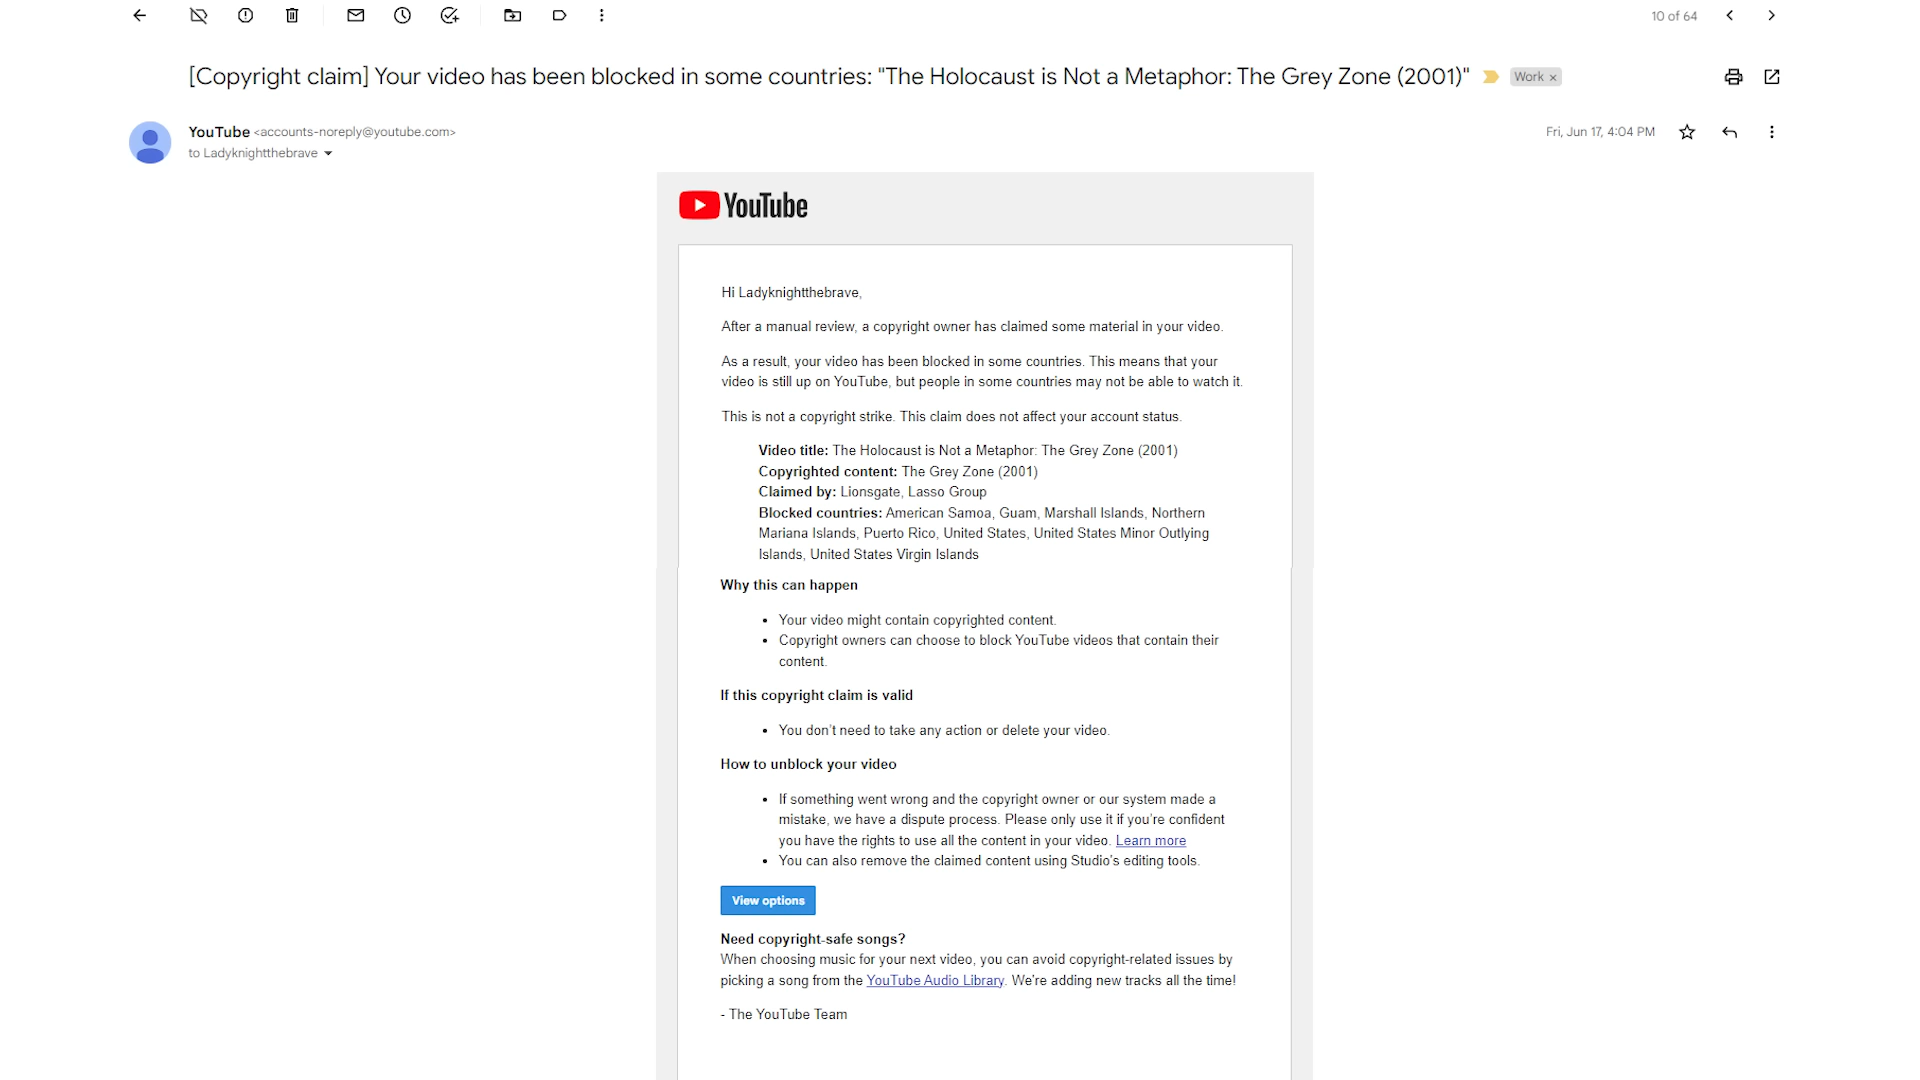 10 of 64
[Copyright claim] Your video has been blocked in some countries: "The Holocaust is Not a Metaphor: The Grey Zone (2001)"
Work x
YouTube <accounts-noreply@youtube.com>
Fri, Jun 17, 4:04 PM
to Ladyknightthebrave
YouTube
Hi Ladyknightthebrave,
After a manual review, a copyright owner has claimed some material in your video.
As a result, your video has been blocked in some countries. This means that your
video is still up on YouTube, but people in some countries may not be able to watch it.
This is not a copyright strike. This claim does not affect your account status.
Video title: The Holocaust is Not a Metaphor: The Grey Zone (2001)
Copyrighted content: The Grey Zone (2001)
Claimed by: Lionsgate, Lasso Group
Blocked countries: American Samoa, Guam, Marshall Islands, Northern
Mariana Islands, Puerto Rico, United States, United States Minor Outlying
Islands, United States Virgin Islands
Why this can happen
• Your video might contain copyrighted content.
• Copyright owners can choose to block YouTube videos that contain their
content.
If this copyright claim is valid
• You don't need to take any action or delete your video.
How to unblock your video
• If something went wrong and the copyright owner or our system made a
mistake, we have a dispute process. Please only use it if you're confident
you have the rights to use all the content in your video. Learn more
• You can also remove the claimed content using Studio's editing tools.
View options
Need copyright-safe songs?
When choosing music for your next video, you can avoid copyright-related issues by
picking a song from the YouTube Audio Library. We're adding new tracks all the time!
- The YouTube Team